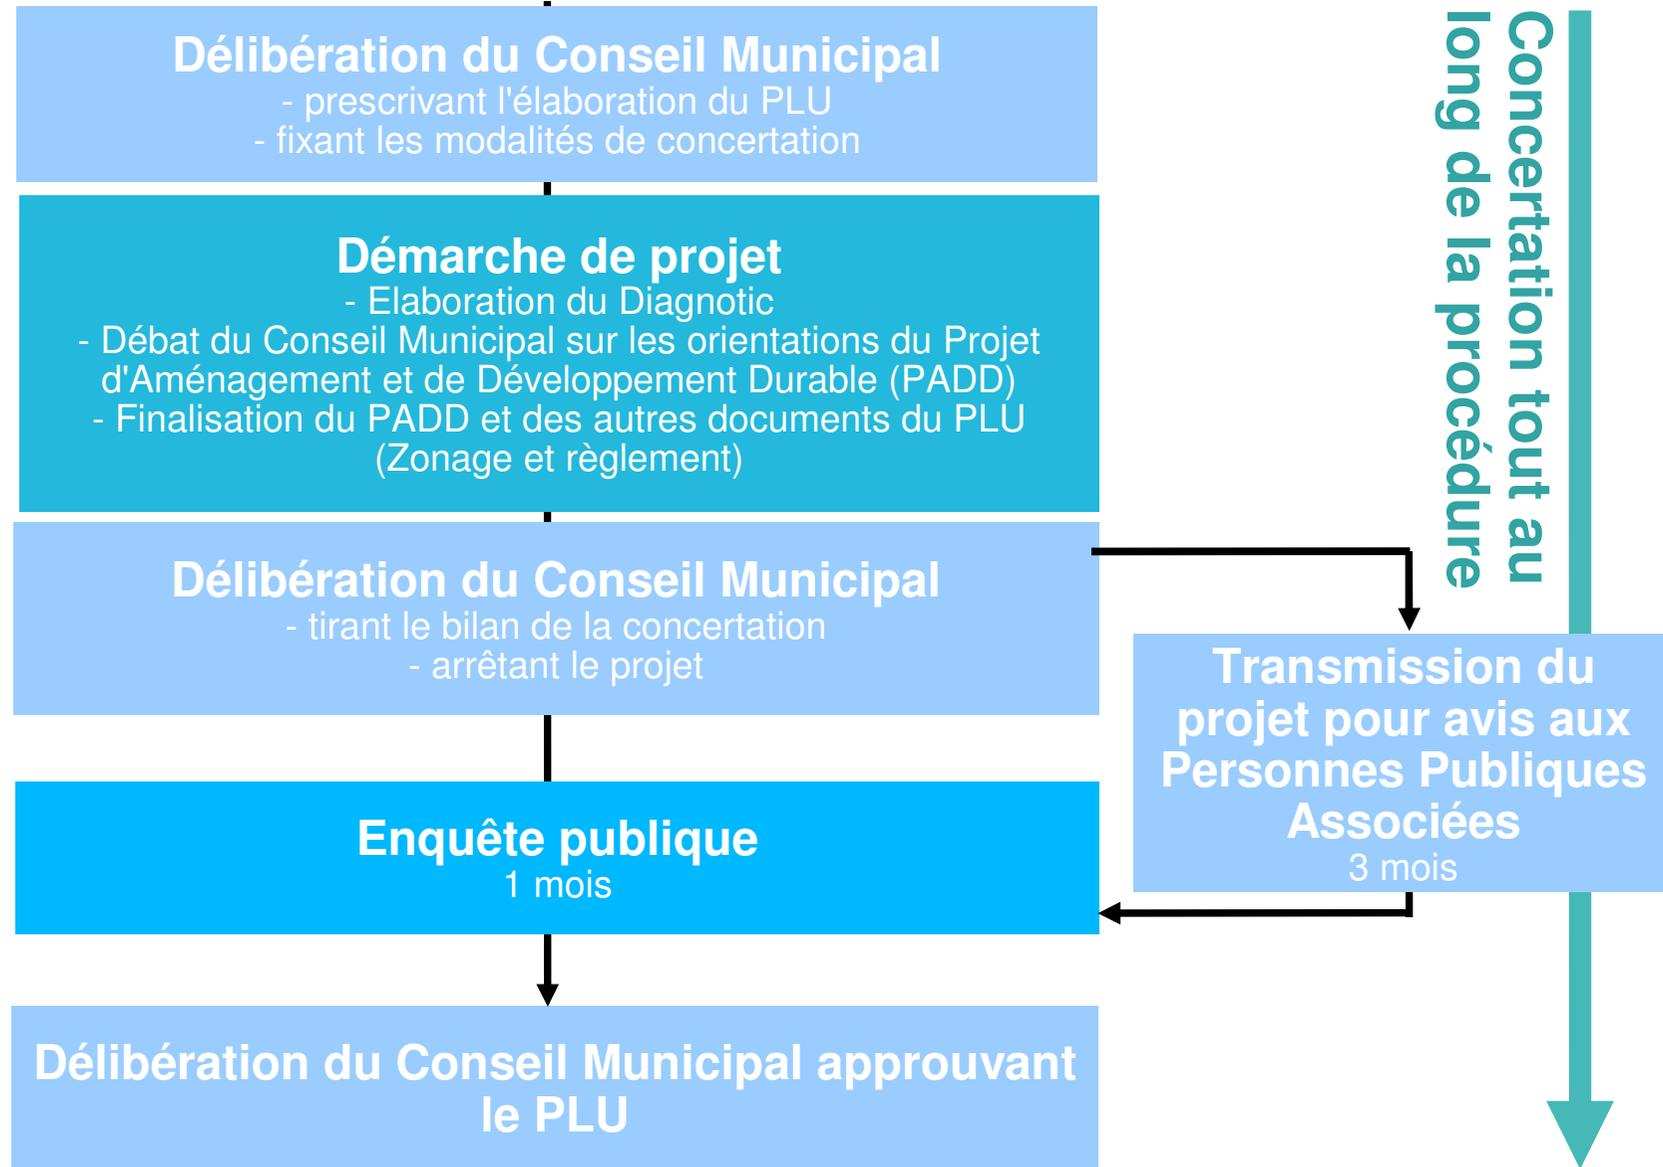 Délibération du Conseil Municipal
- prescrivant l'élaboration du PLU
- fixant les modalités de concertation
Démarche de projet
- Elaboration du Diagnotic
- Débat du Conseil Municipal sur les orientations du Projet
d'Aménagement et de Développement Durable (PADD)
- Finalisation du PADD et des autres documents du PLU
(Zonage et règlement)
Délibération du Conseil Municipal
- tirant le bilan de la concertation
- arrêtant le projet
Transmission du
projet pour avis aux
Personnes Publiques
Associées
3 mois
Enquête publique
1 mois
Délibération du Conseil Municipal approuvant
le PLU
Concertation tout au
long de la procédure